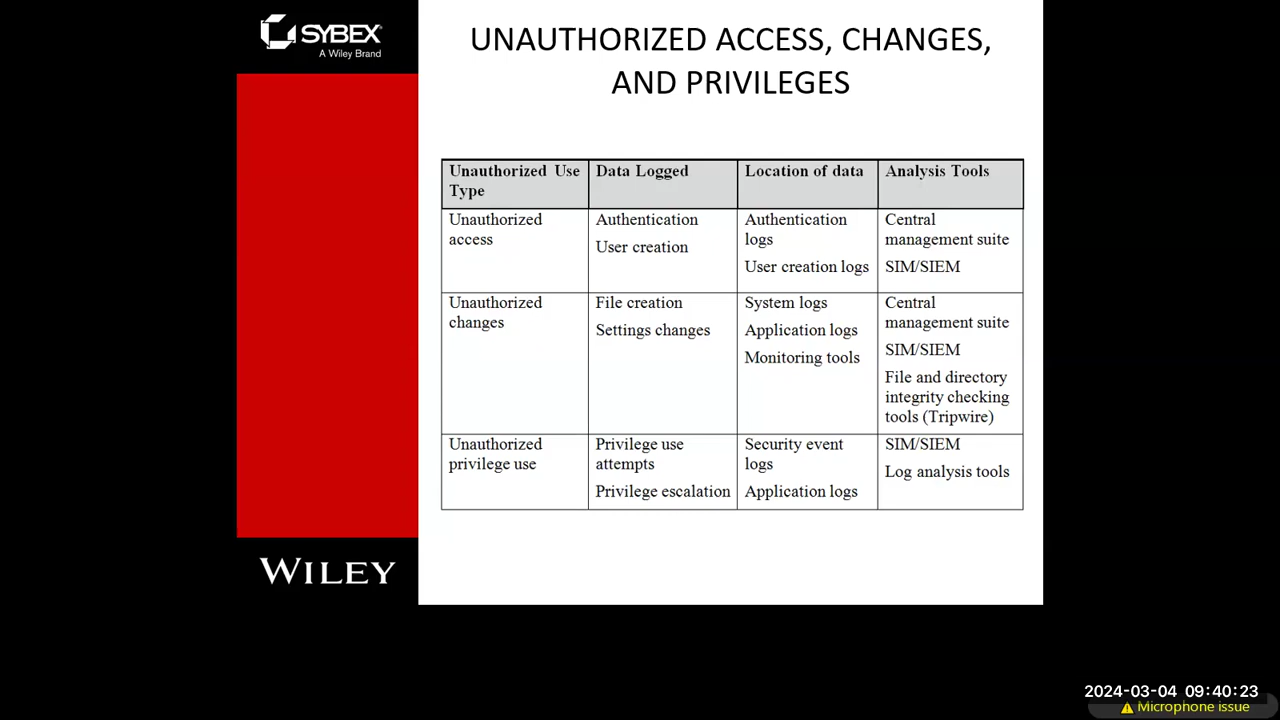 SYBEX
A Wiley Brand
UNAUTHORIZED ACCESS, CHANGES,
AND PRIVILEGES
Unauthorized Use
Type
Data Logged
Location of data
Analysis Tools
Unauthorized
access
Authentication
User creation
Authentication
logs
User creation logs
Central
management suite
SIM/SIEM
Unauthorized
changes
File creation
Settings changes
System logs
Application logs
Monitoring tools
Central
management suite
SIM/SIEM
File and directory
integrity checking
tools (Tripwire)
Unauthorized
privilege use
Privilege use
attempts
Privilege escalation
Security event
logs
Application logs
SIM/SIEM
Log analysis tools
WILEY
2024-03-04 09:40:23
Microphone issue